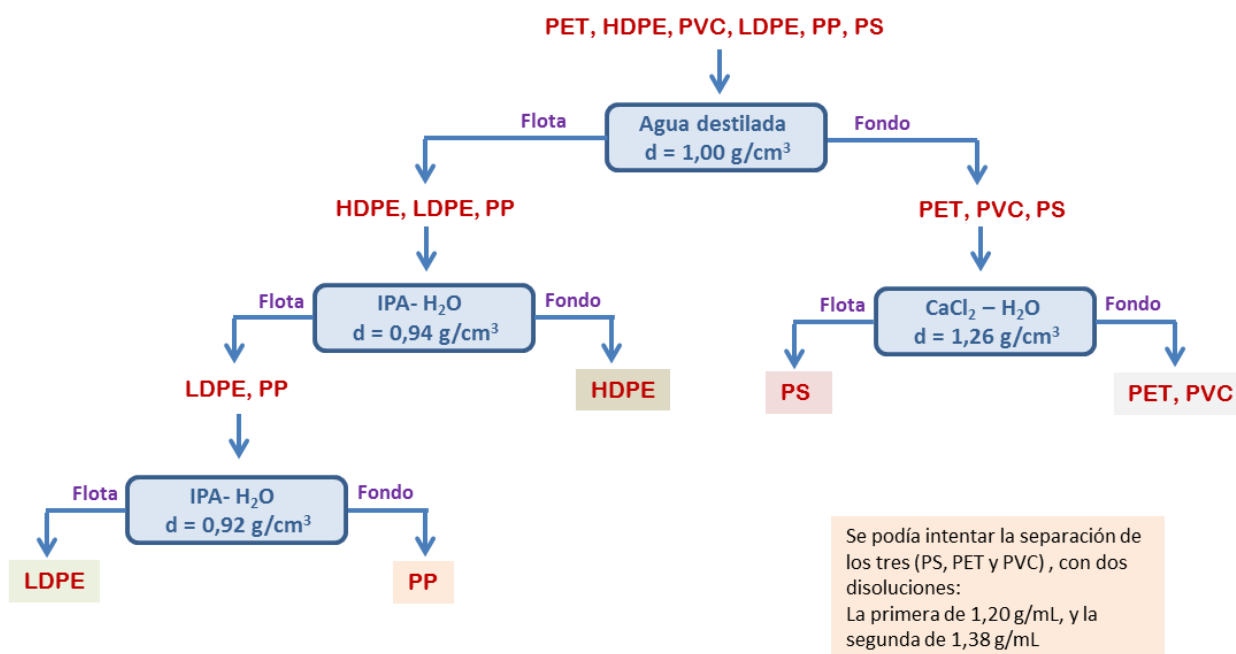 PET, HDPE, PVC, LDPE, PP, PS
Flota
Agua destilada
d = 1,00 g/cm³
Fondo
HDPE, LDPE, PP
PET, PVC, PS
Flota
IPA- H₂O
d = 0,94 g/cm³
Fondo
Flota
CaCl₂ – H₂O
d = 1,26 g/cm³
Fondo
LDPE, PP
HDPE
PS
PET, PVC
Flota
IPA- H₂O
d = 0,92 g/cm³
Fondo
LDPE
PP
Se podía intentar la separación de
los tres (PS, PET y PVC) , con dos
disoluciones:
La primera de 1,20 g/mL, y la
segunda de 1,38 g/mL